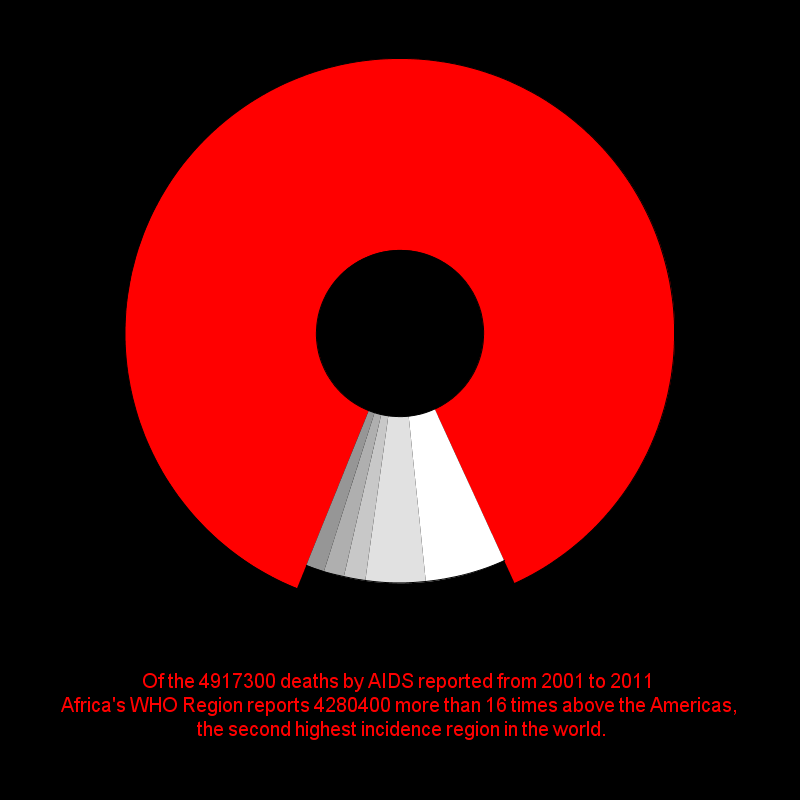 Of the 4917300 deaths by AIDS reported from 2001 to 2011
Africa's WHO Region reports 4280400 more than 16 times above the Americas,
the second highest incidence region in the world.